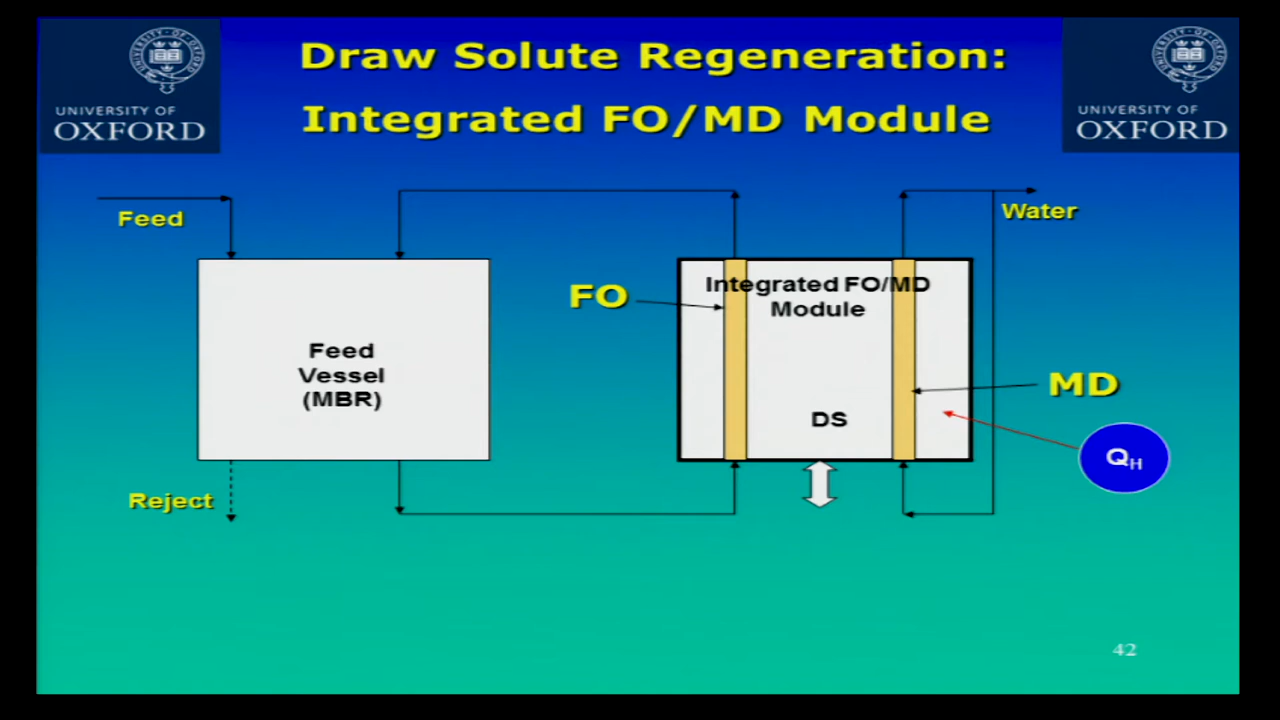 UNIVERSITY OF
OXFORD
Draw Solute Regeneration:
Integrated FO/MD Module
UNIVERSITY OF
OXFORD
Feed
Water
FO
Integrated FO/MD
Module
Feed
Vessel
(MBR)
MD
DS
QH
Reject
42